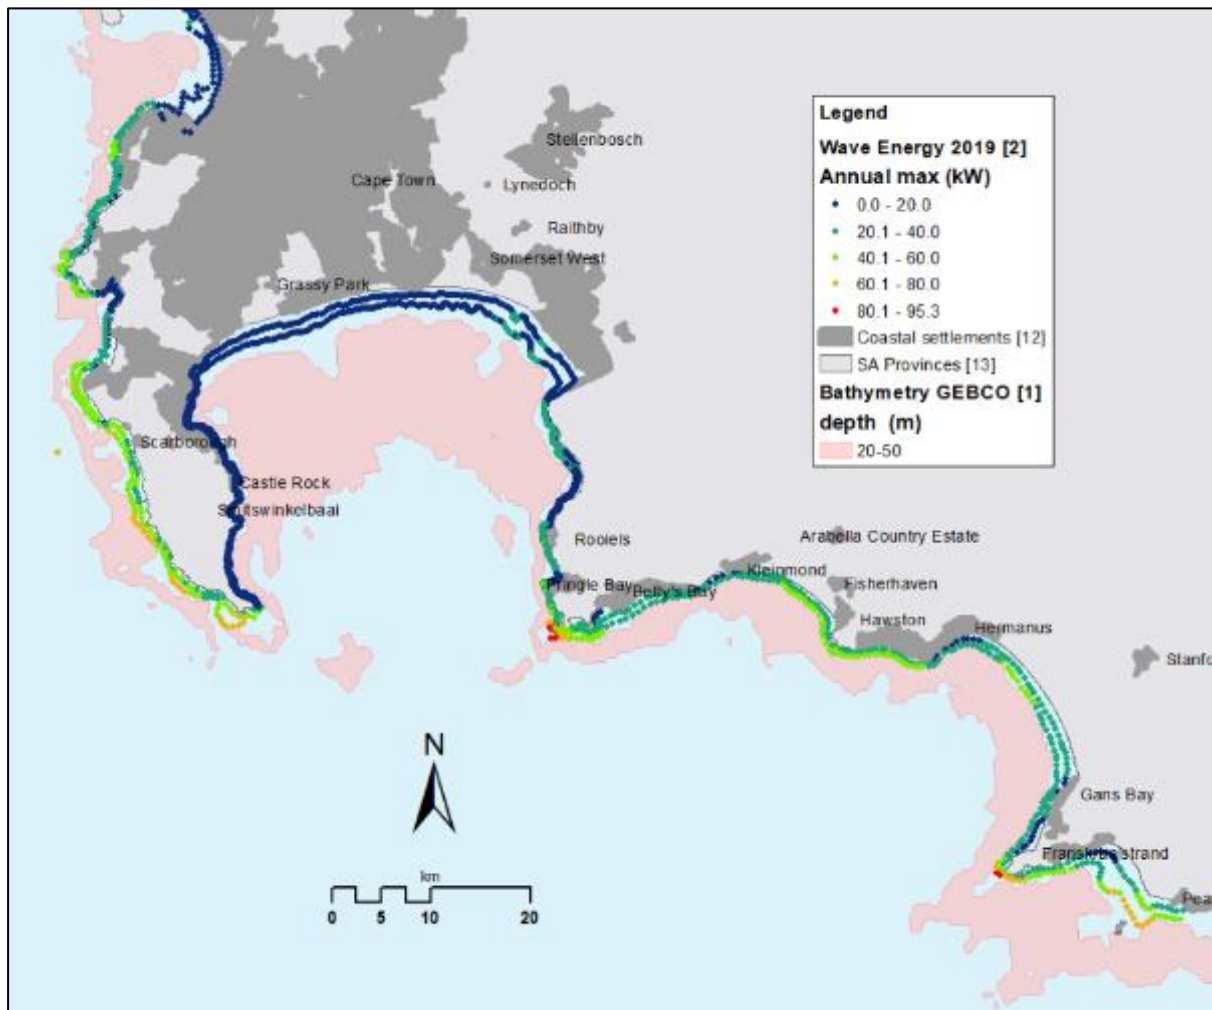 Legend
Wave Energy 2019 [2]
Annual max (kW)
0.0 - 20.0
20.1 - 40.0
40.1 - 60.0
60.1 - 80.0
80.1 - 95.3
Coastal settlements [12]
SA Provinces [13]
Bathymetry GEBCO [1]
depth (m)
20-50
Stellenbosch
Cape Town
Lynedoch
Raithby
Somerset West
Grassy Park
Scarborough
Castle Rock
Smitswinkelbaai
Rooiels
Arabella Country Estate
Kleinmond
Pringle Bay
Betty's Bay
Fisherhaven
Hawston
Hermanus
Stanfo
N
Gans Bay
Franskraalstrand
km
0 5 10 20
Pea